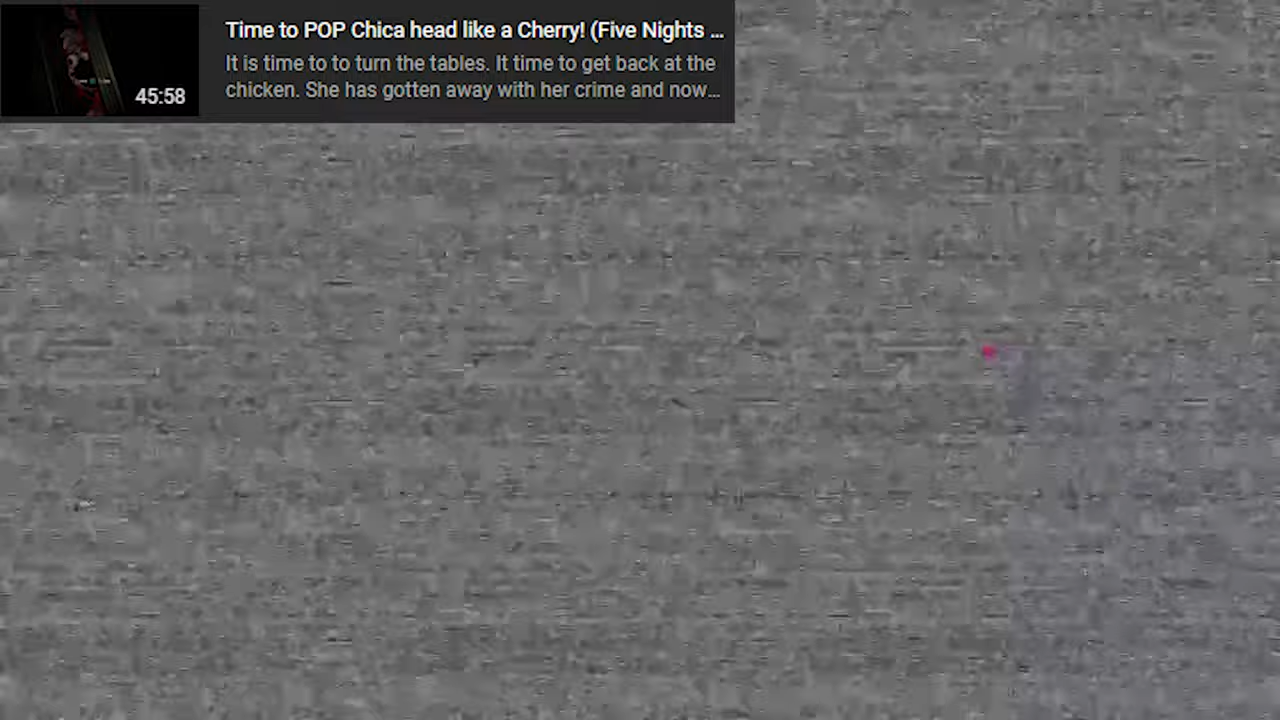 Time to POP Chica head like a Cherry! (Five Nights ...
It is time to to turn the tables. It time to get back at the
chicken. She has gotten away with her crime and now...
45:58